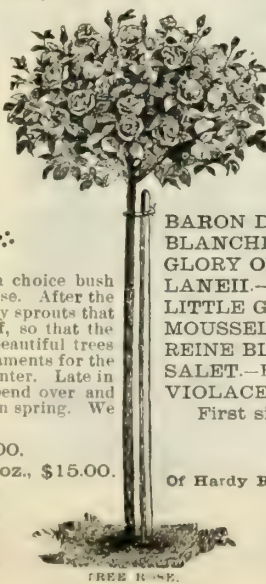 a choice bush
se. After the
y sprouts that
f, so that the
eautiful trees
aments for the
nter. Late in
end over and
n spring. We
00.
oz., $15.00.
BARON D
BLANCHE
GLORY O
LANEII.—
LITTLE G
MOUSSEL
REINE BL
SALET.—
VIOLACE
First si
Of Hardy
TREE ROSE.